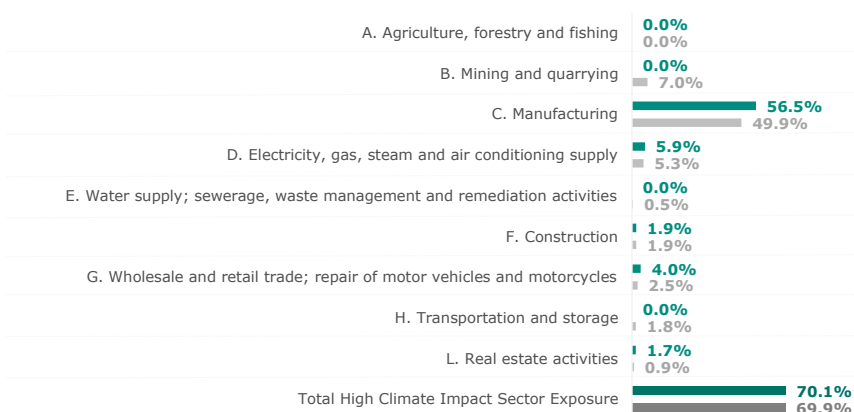 A. Agriculture, forestry and fishing 0.0%
0.0%
B. Mining and quarrying 0.0%
7.0%
C. Manufacturing 56.5%
49.9%
D. Electricity, gas, steam and air conditioning supply 5.9%
5.3%
E. Water supply; sewerage, waste management and remediation activities 0.0%
0.5%
F. Construction 1.9%
1.9%
G. Wholesale and retail trade; repair of motor vehicles and motorcycles 4.0%
2.5%
H. Transportation and storage 0.0%
1.8%
L. Real estate activities 1.7%
0.9%
Total High Climate Impact Sector Exposure 70.1%
69.9%